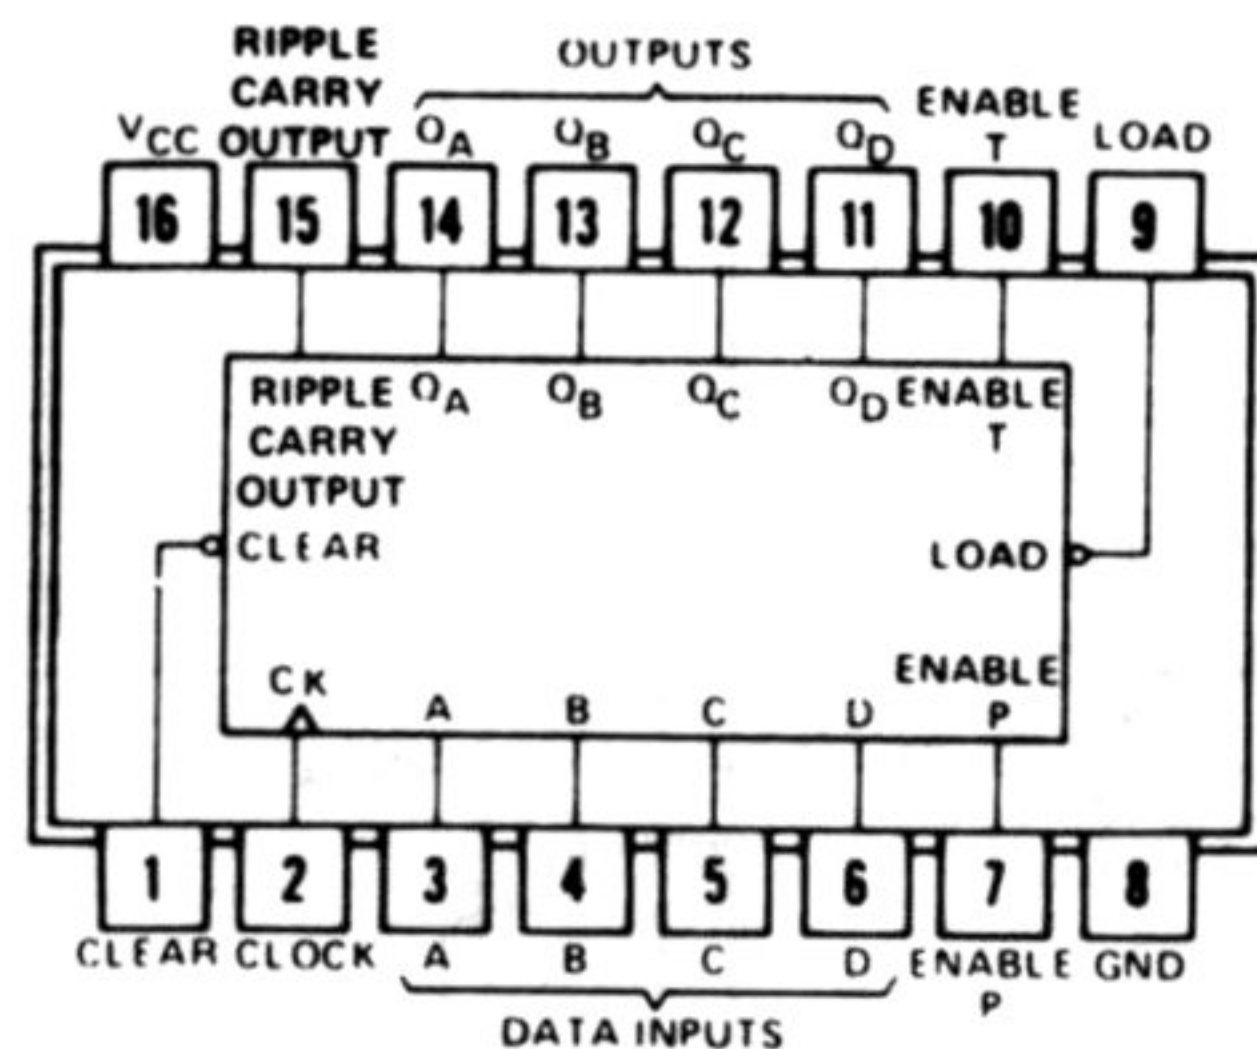 RIPPLE
CARRY
OUTPUT
OUTPUTS
VCC QA QB QC QD ENABLE
T
LOAD
16 15 14 13 12 11 10 9
RIPPLE
CARRY
OUTPUT
QA QB QC QD ENABLE
T
CLEAR LOAD
CK A B C D ENABLE
P
1 2 3 4 5 6 7 8
CLEAR CLOCK A B C D ENABLE
P
GND
DATA INPUTS